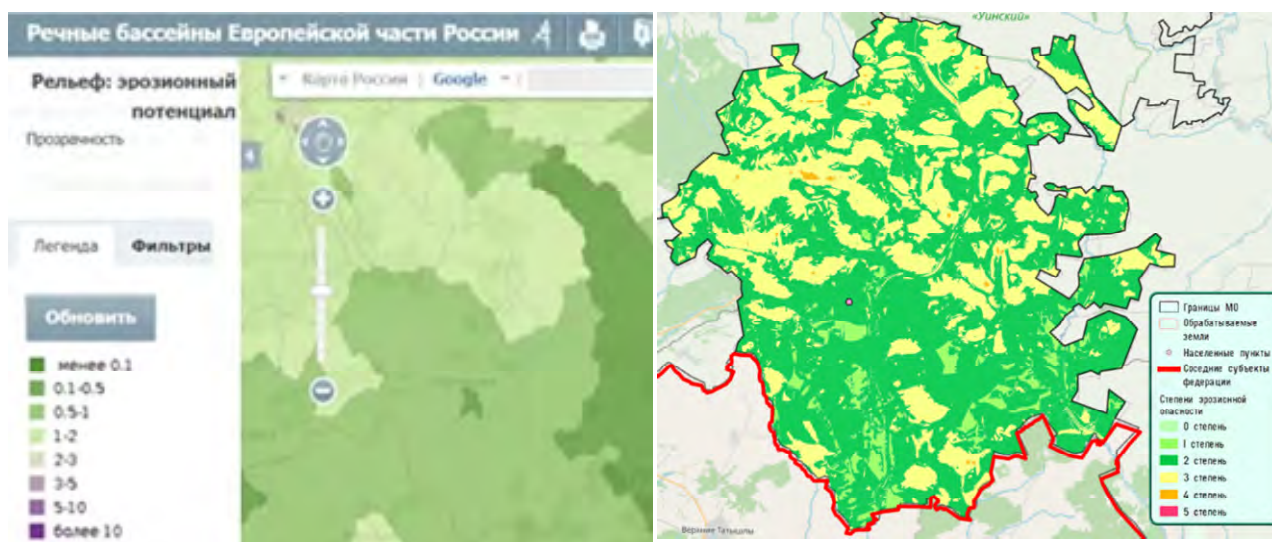 Речные бассейны Европейской части России
Рельеф: эрозионный
потенциал
Прозрачность
Карта России | Google
Легенда Фильтры
Обновить
менее 0.1
0.1-0.5
0.5-1
1-2
2-3
3-5
5-10
более 10
«Уинский»
Границы МО
Обрабатываемые
земли
Населенные пункты
Соседние субъекты
федерации
Степени эрозионной
опасности
0 степень
1 степень
2 степень
3 степень
4 степень
5 степень
Верхние Татышлы